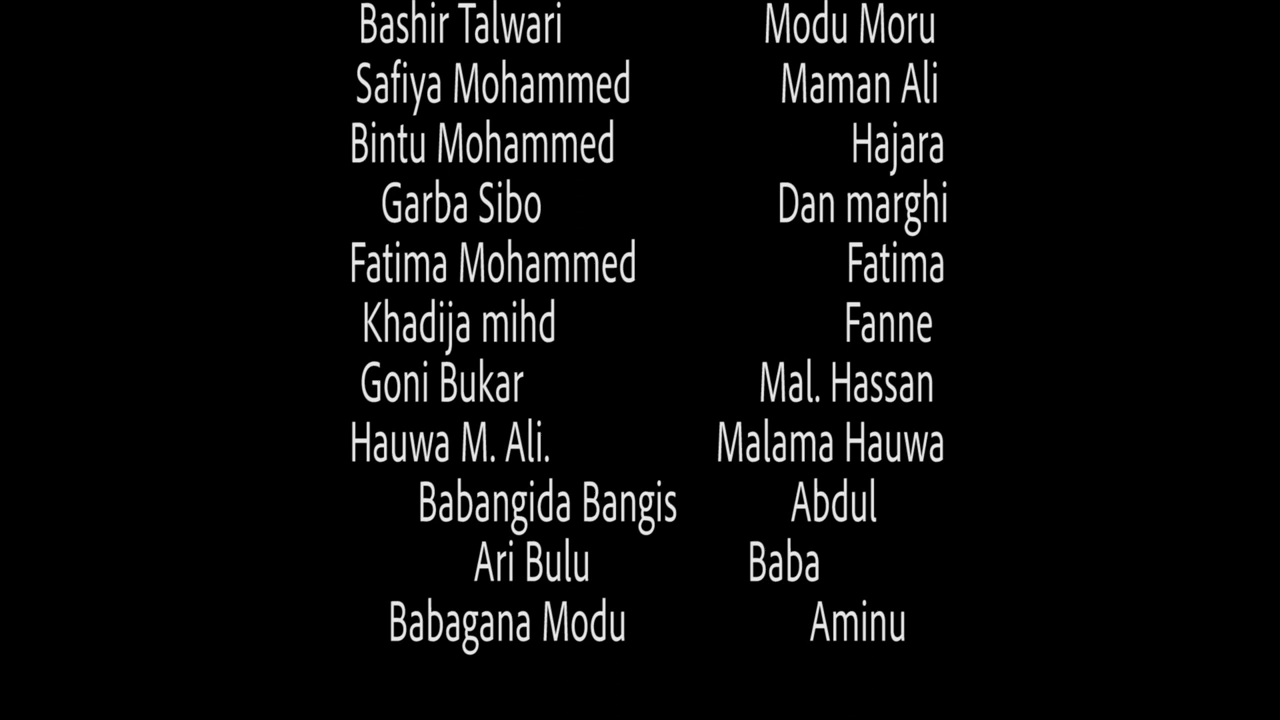 Bashir Talwari Modu Moru
Safiya Mohammed Maman Ali
Bintu Mohammed Hajara
Garba Sibo Dan marghi
Fatima Mohammed Fatima
Khadija mihd Fanne
Goni Bukar Mal. Hassan
Hauwa M. Ali. Malama Hauwa
Babangida Bangis Abdul
Ari Bulu Baba
Babagana Modu Aminu